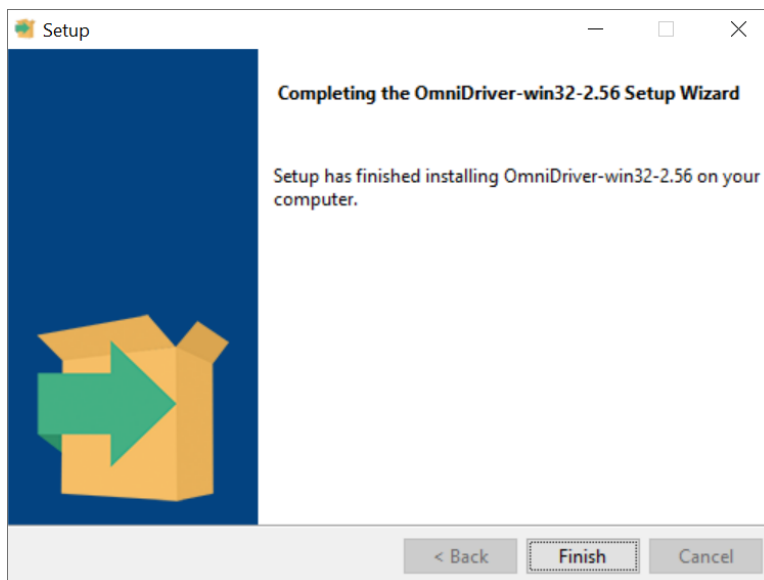 Setup
Completing the OmniDriver-win32-2.56 Setup Wizard
Setup has finished installing OmniDriver-win32-2.56 on your
computer.
< Back
Finish
Cancel